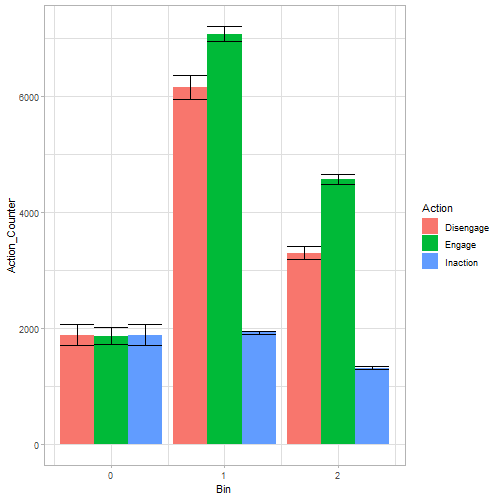 Action_Counter
6000
4000
2000
0
0
1
2
Bin
Action
Disengage
Engage
Inaction